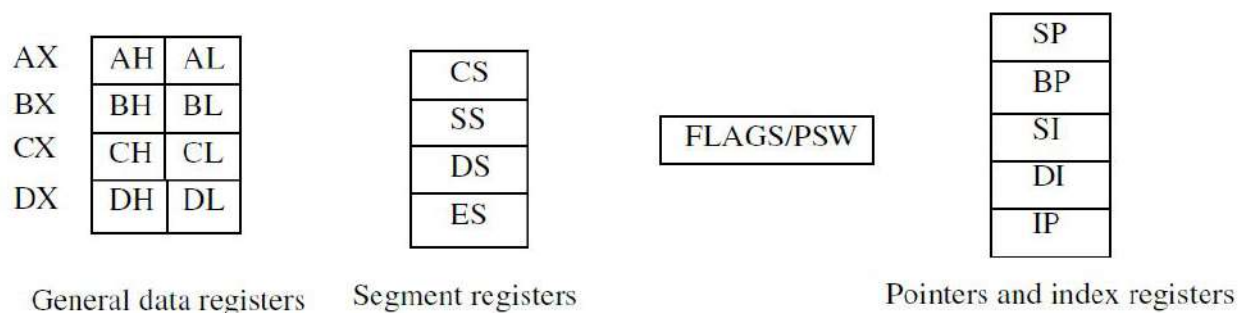 AX AH AL
BX BH BL
CX CH CL
DX DH DL
General data registers
CS
SS
DS
ES
Segment registers
FLAGS/PSW
SP
BP
SI
DI
IP
Pointers and index registers